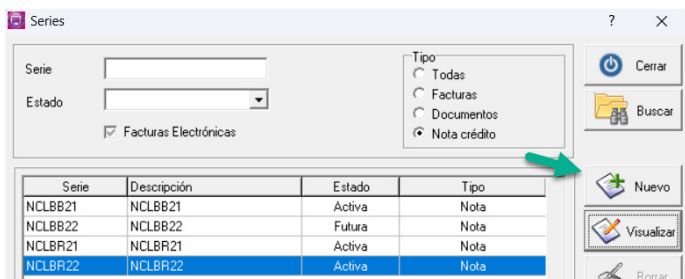 Series ? X
Tipo
Serie Todas Cerrar
Facturas
Estado Documentos Buscar
Facturas Electrónicas Nota crédito
Serie Descripción Estado Tipo Nuevo
NCLBB21 NCLBB21 Activa Nota
NCLBB22 NCLBB22 Futura Nota Visualizar
NCLBR21 NCLBR21 Activa Nota
NCLBR22 NCLBR22 Activa Nota Borrar